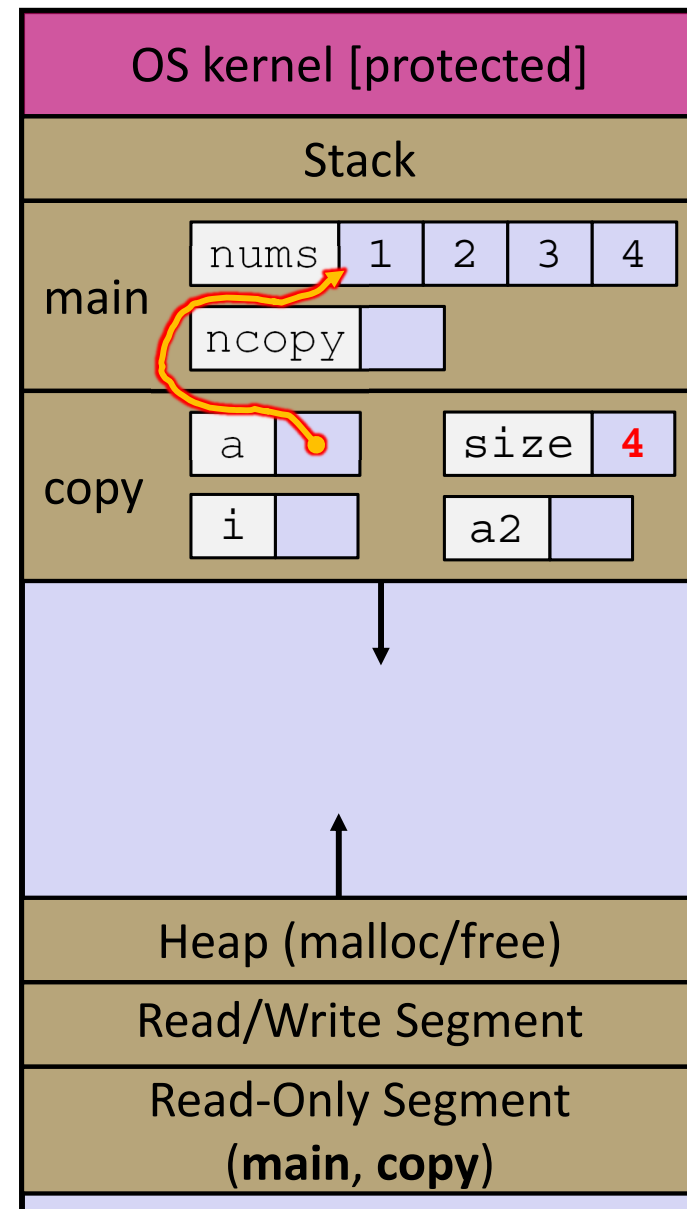 OS kernel [protected]
Stack
main
nums 1 2 3 4
ncopy
copy
a size 4
i a2
Heap (malloc/free)
Read/Write Segment
Read-Only Segment
(main, copy)